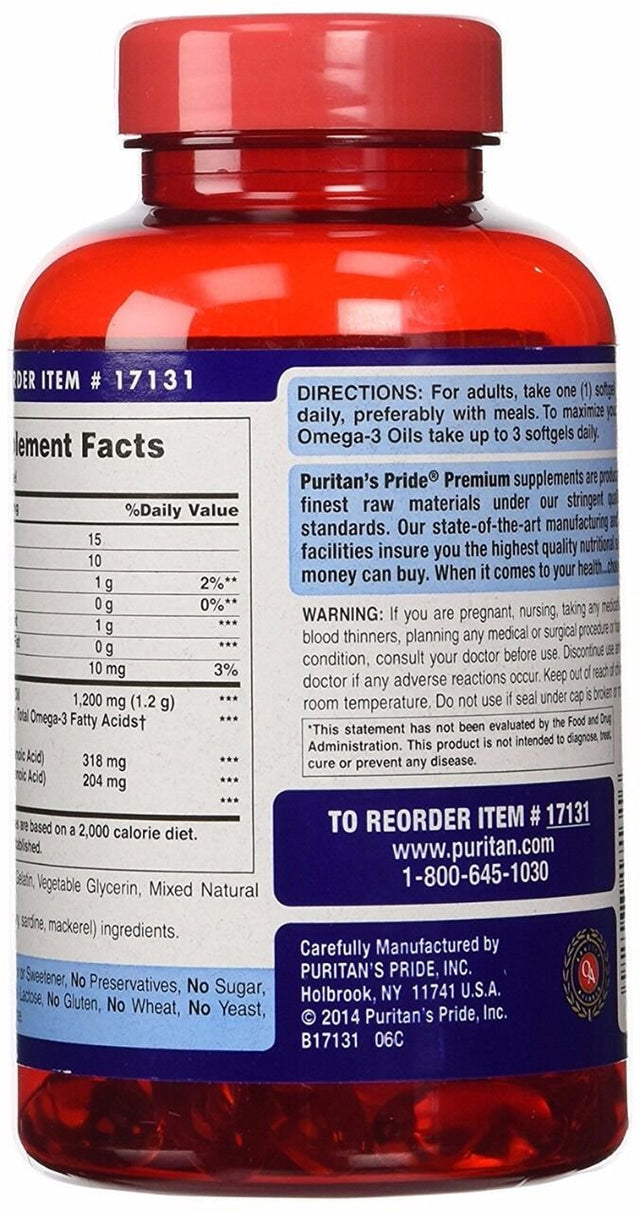 ITEM # 17131
Facts
%Daily Value
15
10
1 g 2%**
0 g 0%**
1 g ***
0 g ***
10 mg 3%
1,200 mg (1.2 g) ***
Total Omega-3 Fatty Acids† ***
Acid) 318 mg ***
Acid) 204 mg ***
***
are based on a 2,000 calorie diet.
Gelatin, Vegetable Glycerin, Mixed Natural
sardine, mackerel) ingredients.
or Sweetener, No Preservatives, No Sugar,
Lactose, No Gluten, No Wheat, No Yeast,
DIRECTIONS: For adults, take one (1) softgel
daily, preferably with meals. To maximize
Omega-3 Oils take up to 3 softgels daily.
Puritan's Pride® Premium supplements are
finest raw materials under our stringent
standards. Our state-of-the-art manufacturing and
facilities insure you the highest quality nutritional
money can buy. When it comes to your health...
WARNING: If you are pregnant, nursing, taking any
blood thinners, planning any medical or surgical procedure or
condition, consult your doctor before use. Discontinue use
doctor if any adverse reactions occur. Keep out of reach of
room temperature. Do not use if seal under cap is broken or
*This statement has not been evaluated by the Food and Drug
Administration. This product is not intended to diagnose, treat,
cure or prevent any disease.
TO REORDER ITEM # 17131
www.puritan.com
1-800-645-1030
Carefully Manufactured by
PURITAN'S PRIDE, INC.
Holbrook, NY 11741 U.S.A.
© 2014 Puritan's Pride, Inc.
B17131 06C
QA